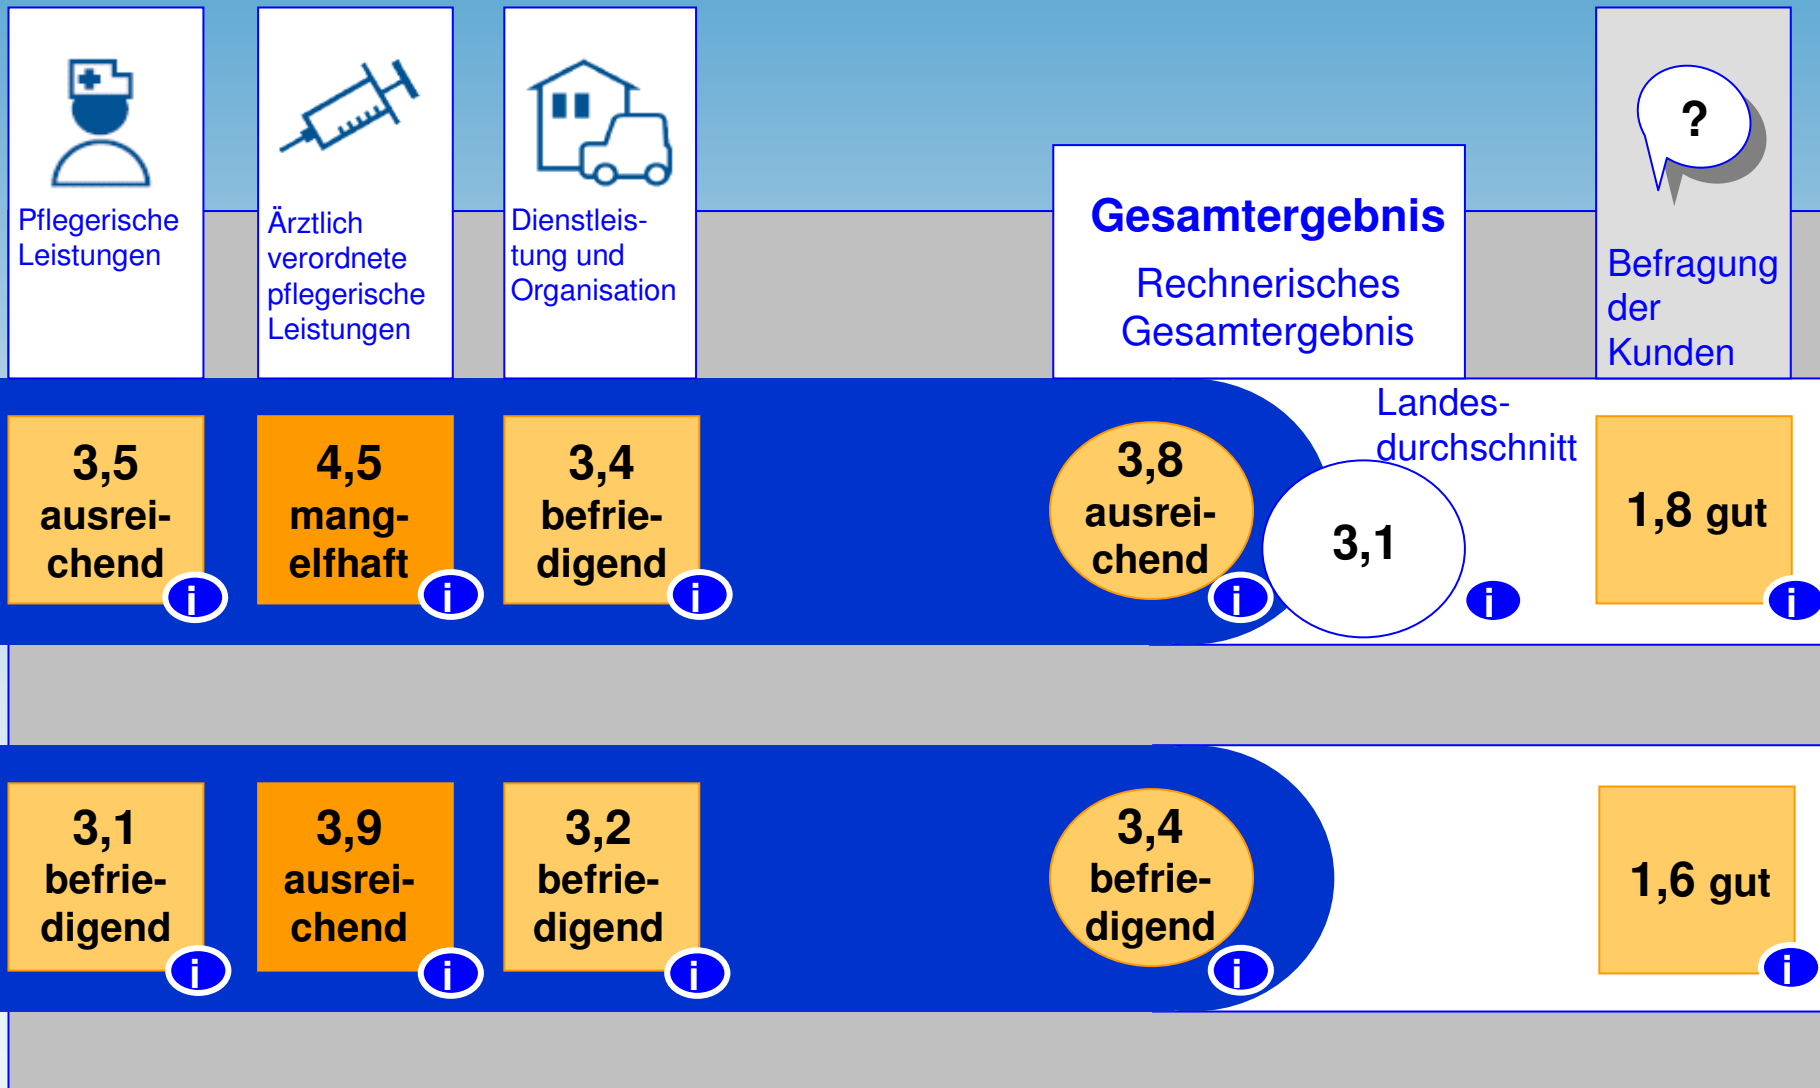 Pflegerische
Leistungen
Ärztlich
verordnete
pflegerische
Leistungen
Dienstleis-
tung und
Organisation
Gesamtergebnis
Rechnerisches
Gesamtergebnis
?
Befragung
der
Kunden
3,5
ausrei-
chend
i
4,5
mang-
elfhaft
i
3,4
befrie-
digend
i
3,8
ausrei-
chend
i
Landes-
durchschnitt
3,1
i
1,8 gut
i
3,1
befrie-
digend
i
3,9
ausrei-
chend
i
3,2
befrie-
digend
i
3,4
befrie-
digend
i
1,6 gut
i